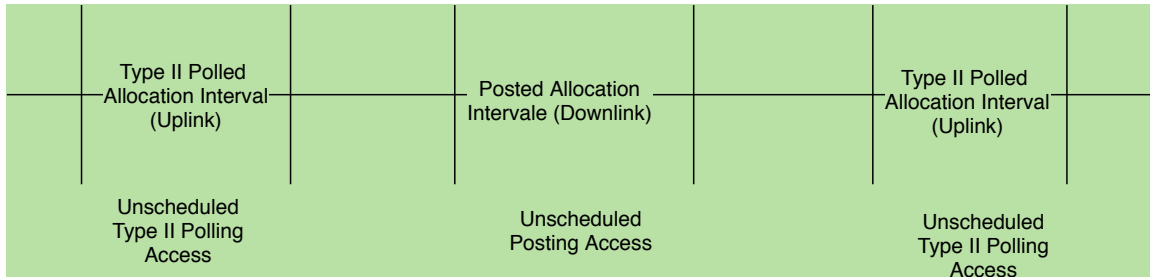 Type II Polled
Allocation Interval
(Uplink)
Posted Allocation
Intervale (Downlink)
Type II Polled
Allocation Interval
(Uplink)
Unscheduled
Type II Polling
Access
Unscheduled
Posting Access
Unscheduled
Type II Polling
Access